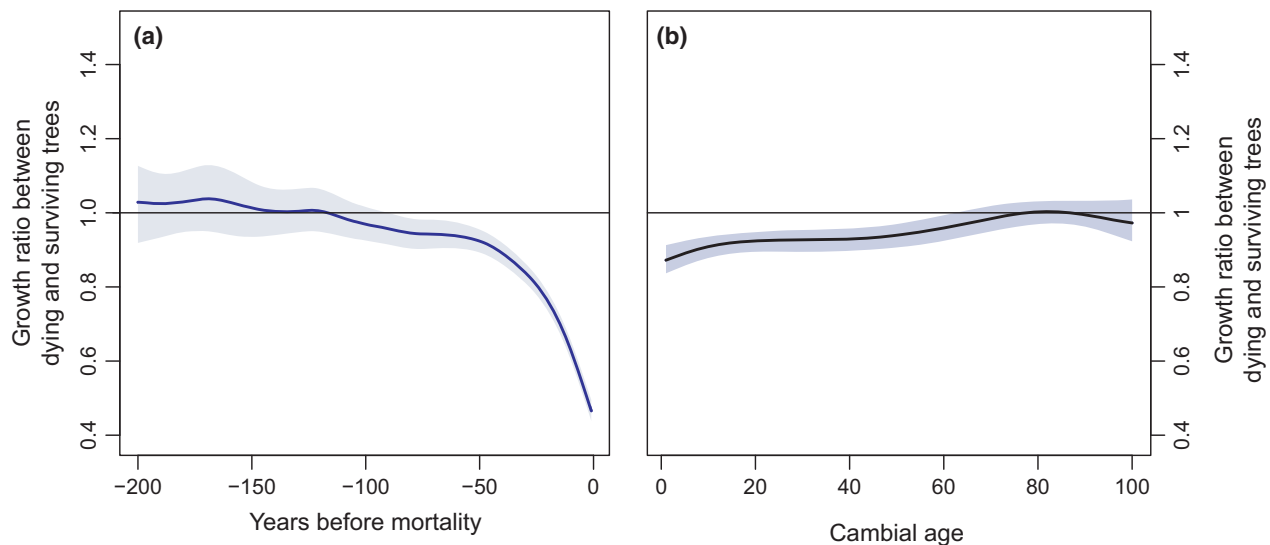 (a)
Growth ratio between
dying and surviving trees
1.4
1.2
1.0
0.8
0.6
0.4
−200
−150
−100
−50
0
Years before mortality
(b)
1.4
1.2
1
0.8
0.6
0.4
Growth ratio between
dying and surviving trees
0
20
40
60
80
100
Cambial age